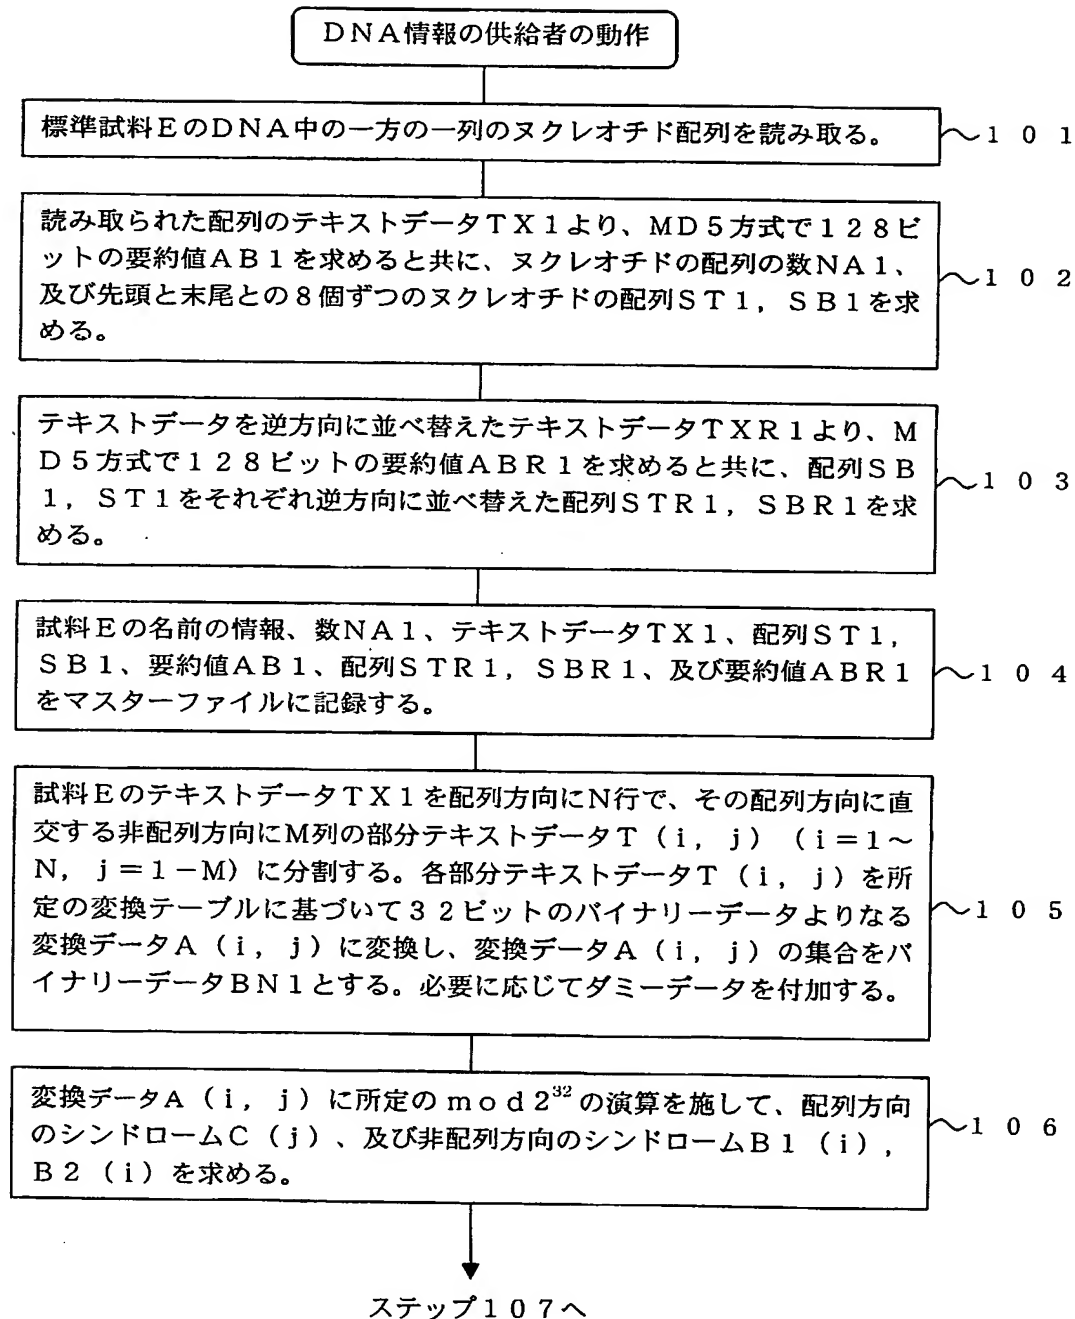 DNA情報の供給者の動作
標準試料EのDNA中の一方の一列のヌクレオチド配列を読み取る。
~101
読み取られた配列のテキストデータTX1より、MD5方式で128ビ
ットの要約値AB1を求めると共に、ヌクレオチドの配列の数NA1、
及び先頭と末尾との8個ずつのヌクレオチドの配列ST1,SB1を求
める。
~102
テキストデータを逆方向に並べ替えたテキストデータTXR1より、M
D5方式で128ビットの要約値ABR1を求めると共に、配列SB
1,ST1をそれぞれ逆方向に並べ替えた配列STR1,SBR1を求
める。
~103
試料Eの名前の情報、数NA1、テキストデータTX1、配列ST1,
SB1、要約値AB1、配列STR1,SBR1、及び要約値ABR1
をマスターファイルに記録する。
~104
試料EのテキストデータTX1を配列方向にN行で、その配列方向に直
交する非配列方向にM列の部分テキストデータT(i,j)(i=1~
N,j=1-M)に分割する。各部分テキストデータT(i,j)を所
定の変換テーブルに基づいて32ビットのバイナリーデータよりなる
変換データA(i,j)に変換し、変換データA(i,j)の集合をバ
イナリーデータBN1とする。必要に応じてダミーデータを付加する。
~105
変換データA(i,j)に所定のmod2³²の演算を施して、配列方向
のシンドロームC(j)、及び非配列方向のシンドロームB1(i),
B2(i)を求める。
~106
ステップ107へ